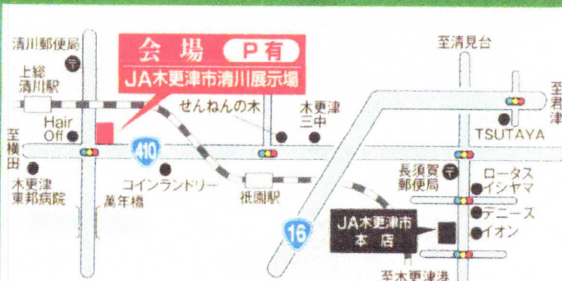 清川郵便局
上総
清川駅
会場 P有
JA木更津市清川展示場
至清見台
至君津
せんねんの木
木更津
三中
TSUTAYA
Hair
Off
至横田
410
木更津
東邦病院
萬年橋
コインランドリー
祇園駅
16
長須賀
郵便局
ロータス
イシヤマ
デニーズ
イオン
JA木更津市
本店
至木更津港